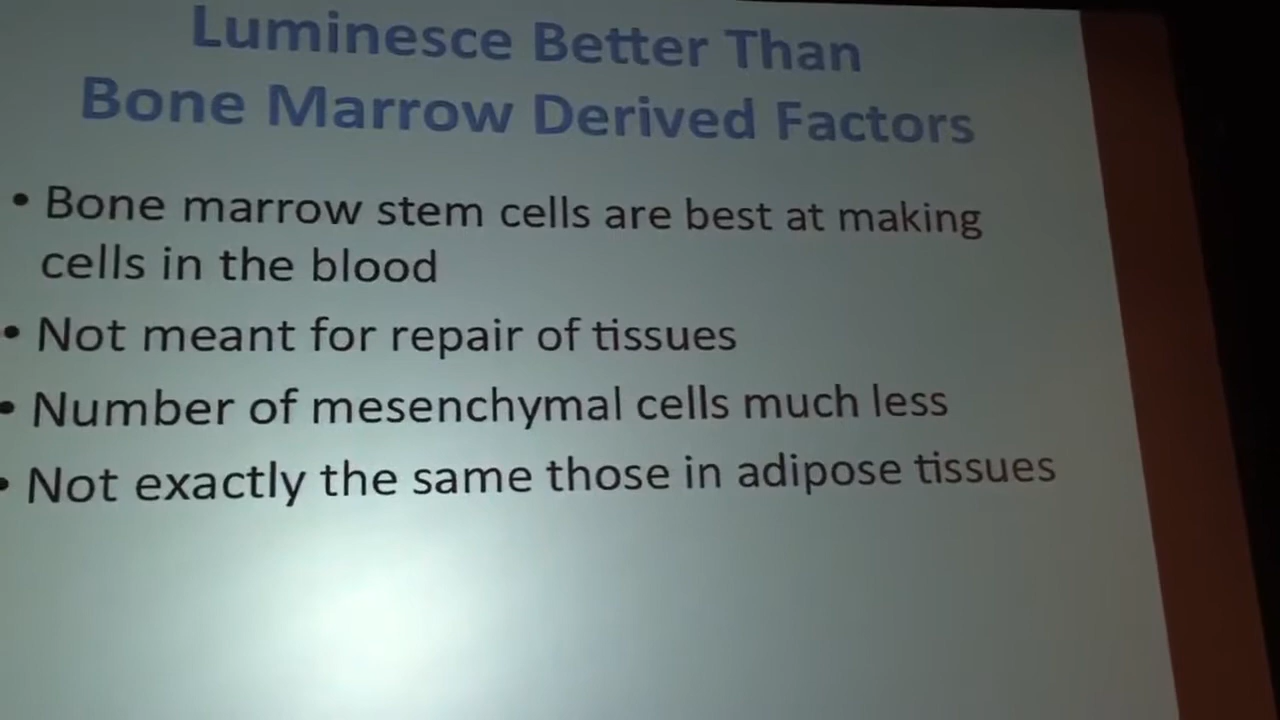 Luminesce Better Than
Bone Marrow Derived Factors
• Bone marrow stem cells are best at making
cells in the blood
• Not meant for repair of tissues
• Number of mesenchymal cells much less
• Not exactly the same those in adipose tissues